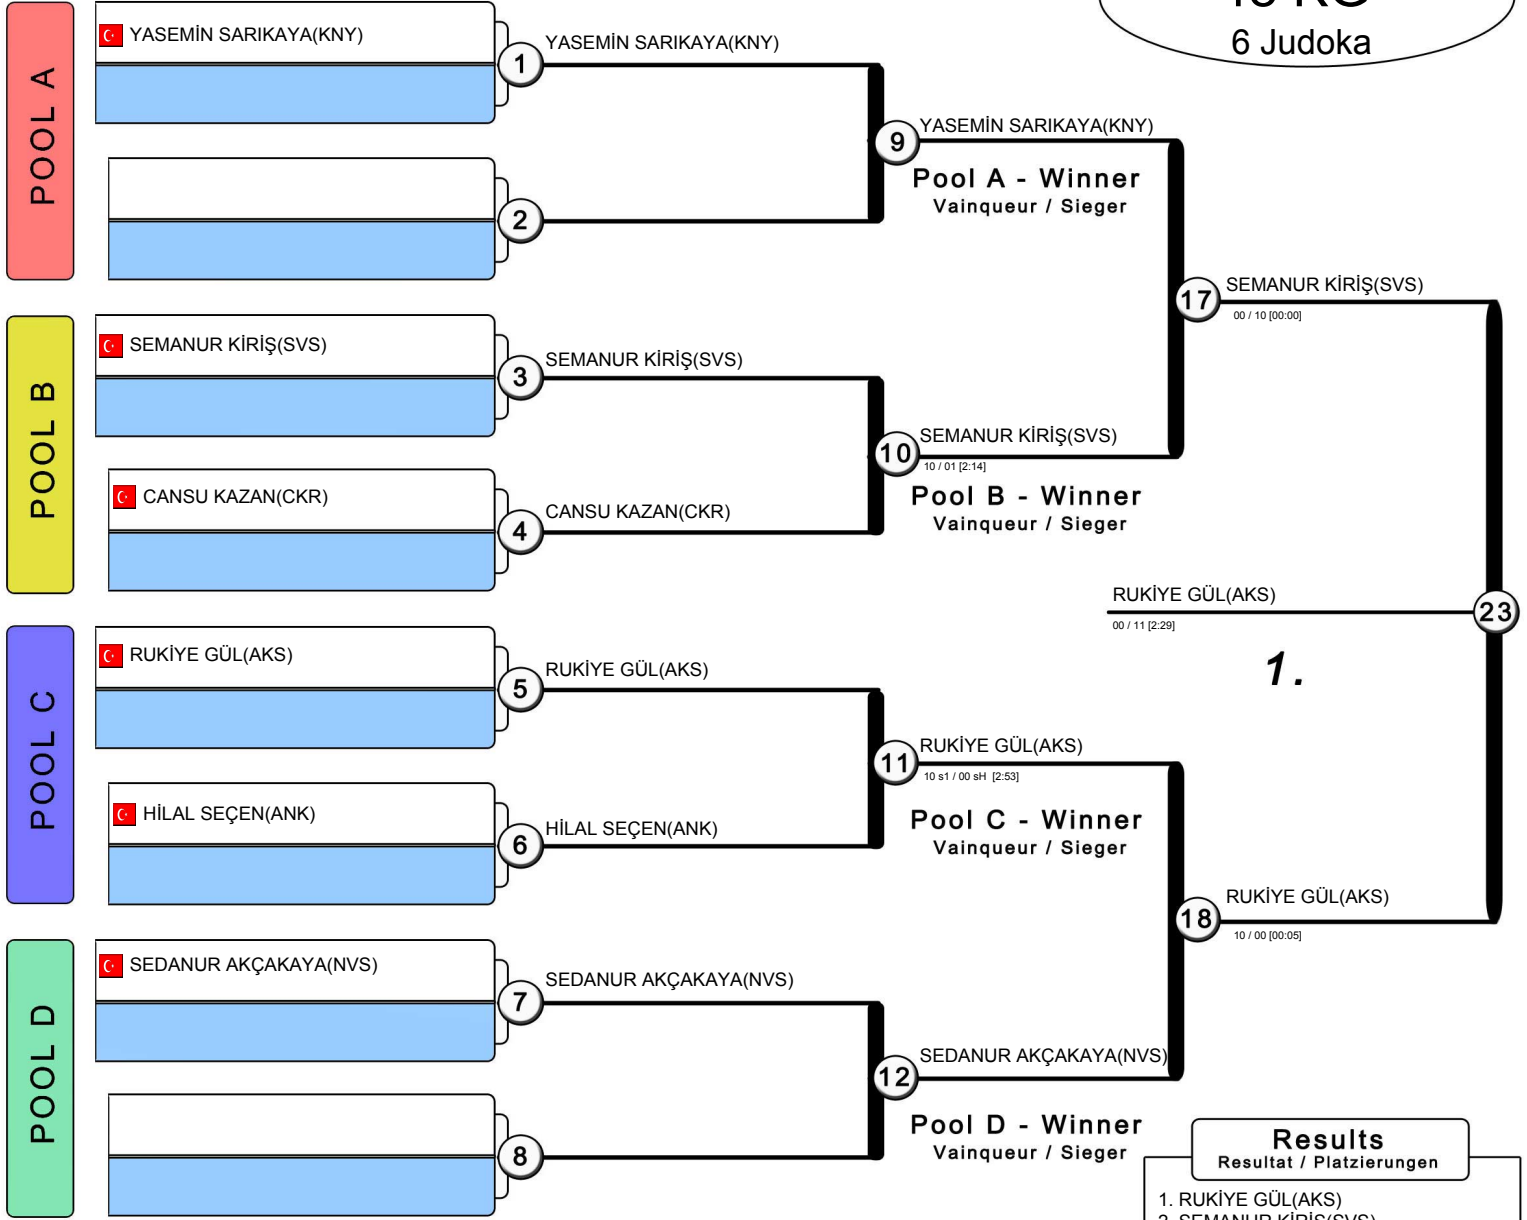 KG
6 Judoka
POOL A
YASEMİN SARIKAYA(KNY)
1
YASEMİN SARIKAYA(KNY)
2
9
YASEMİN SARIKAYA(KNY)
Pool A - Winner
Vainqueur / Sieger
POOL B
SEMANUR KİRİŞ(SVS)
3
SEMANUR KİRİŞ(SVS)
CANSU KAZAN(CKR)
4
CANSU KAZAN(CKR)
10
SEMANUR KİRİŞ(SVS)
10 / 01 [2:14]
Pool B - Winner
Vainqueur / Sieger
17
SEMANUR KİRİŞ(SVS)
00 / 10 [00:00]
RUKİYE GÜL(AKS)
00 / 11 [2:29]
23
1.
POOL C
RUKİYE GÜL(AKS)
5
RUKİYE GÜL(AKS)
HİLAL SEÇEN(ANK)
6
HİLAL SEÇEN(ANK)
11
RUKİYE GÜL(AKS)
10 s1 / 00 sH [2:53]
Pool C - Winner
Vainqueur / Sieger
18
RUKİYE GÜL(AKS)
10 / 00 [00:05]
POOL D
SEDANUR AKÇAKAYA(NVS)
7
SEDANUR AKÇAKAYA(NVS)
8
12
SEDANUR AKÇAKAYA(NVS)
Pool D - Winner
Vainqueur / Sieger
Results
Resultat / Platzierungen
1. RUKİYE GÜL(AKS)
2. SEMANUR KİRİŞ(SVS)